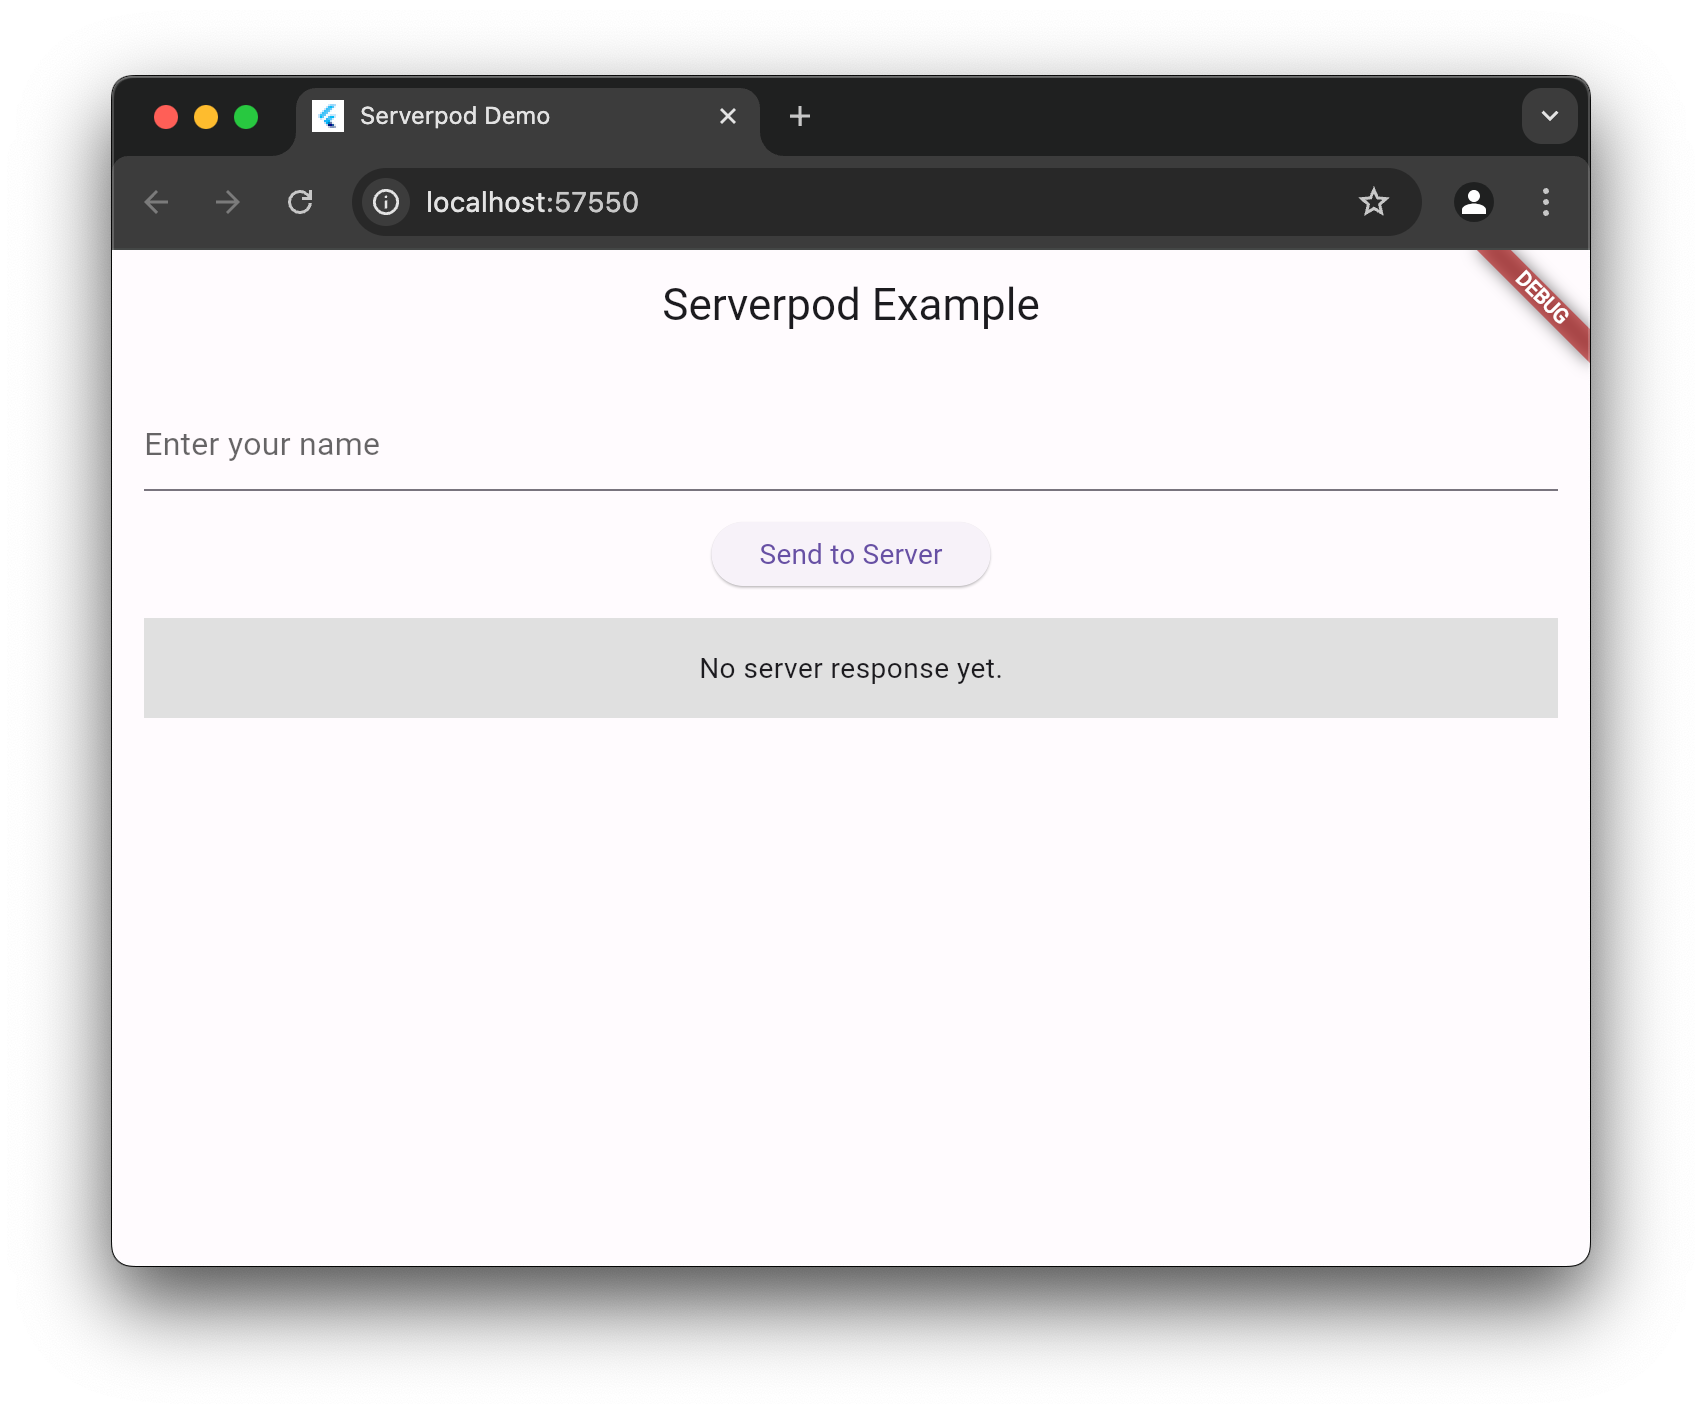 Serverpod Demo
localhost:57550
DEBUG
Serverpod Example
Enter your name
Send to Server
No server response yet.